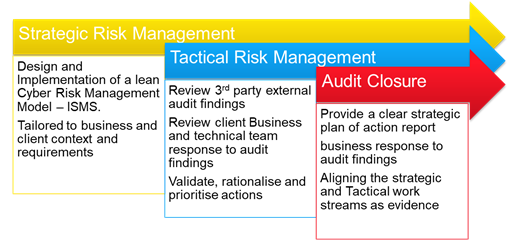 Strategic Risk Management
Design and
Implementation of a lean
Cyber Risk Management
Model – ISMS.
Tailored to business and
client context and
requirements
Tactical Risk Management
Review 3rd party external
audit findings
Review client Business
and technical team
response to audit
findings
Validate, rationalise and
prioritise actions
Audit Closure
Provide a clear strategic
plan of action report
business response to
audit findings
Aligning the strategic
and Tactical work
streams as evidence